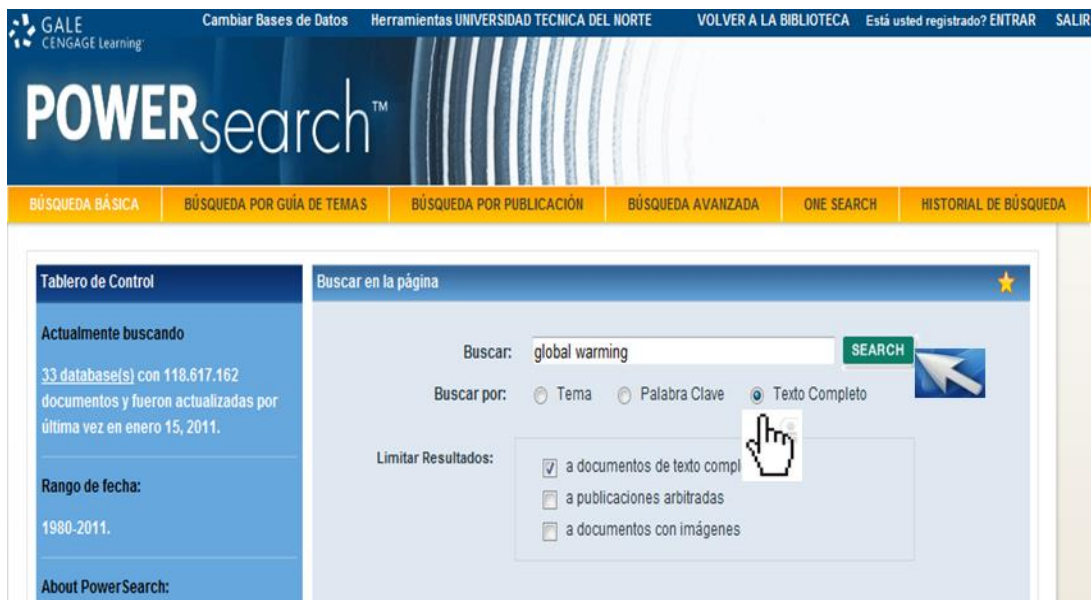 GALE
CENGAGE Learning™
Cambiar Bases de Datos Herramientas UNIVERSIDAD TECNICA DEL NORTE VOLVER A LA BIBLIOTECA Está usted registrado? ENTRAR SALIR
POWERsearch™
BÚSQUEDA BÁSICA BÚSQUEDA POR GUÍA DE TEMAS BÚSQUEDA POR PUBLICACIÓN BÚSQUEDA AVANZADA ONE SEARCH HISTORIAL DE BÚSQUEDA
Tablero de Control
Actualmente buscando
33 database(s) con 118.617.162
documentos y fueron actualizadas por
última vez en enero 15, 2011.
Rango de fecha:
1980-2011.
About PowerSearch:
Buscar en la página
Buscar: global warming SEARCH
Buscar por: Tema Palabra Clave Texto Completo
Limitar Resultados: a documentos de texto compl
a publicaciones arbitradas
a documentos con imágenes